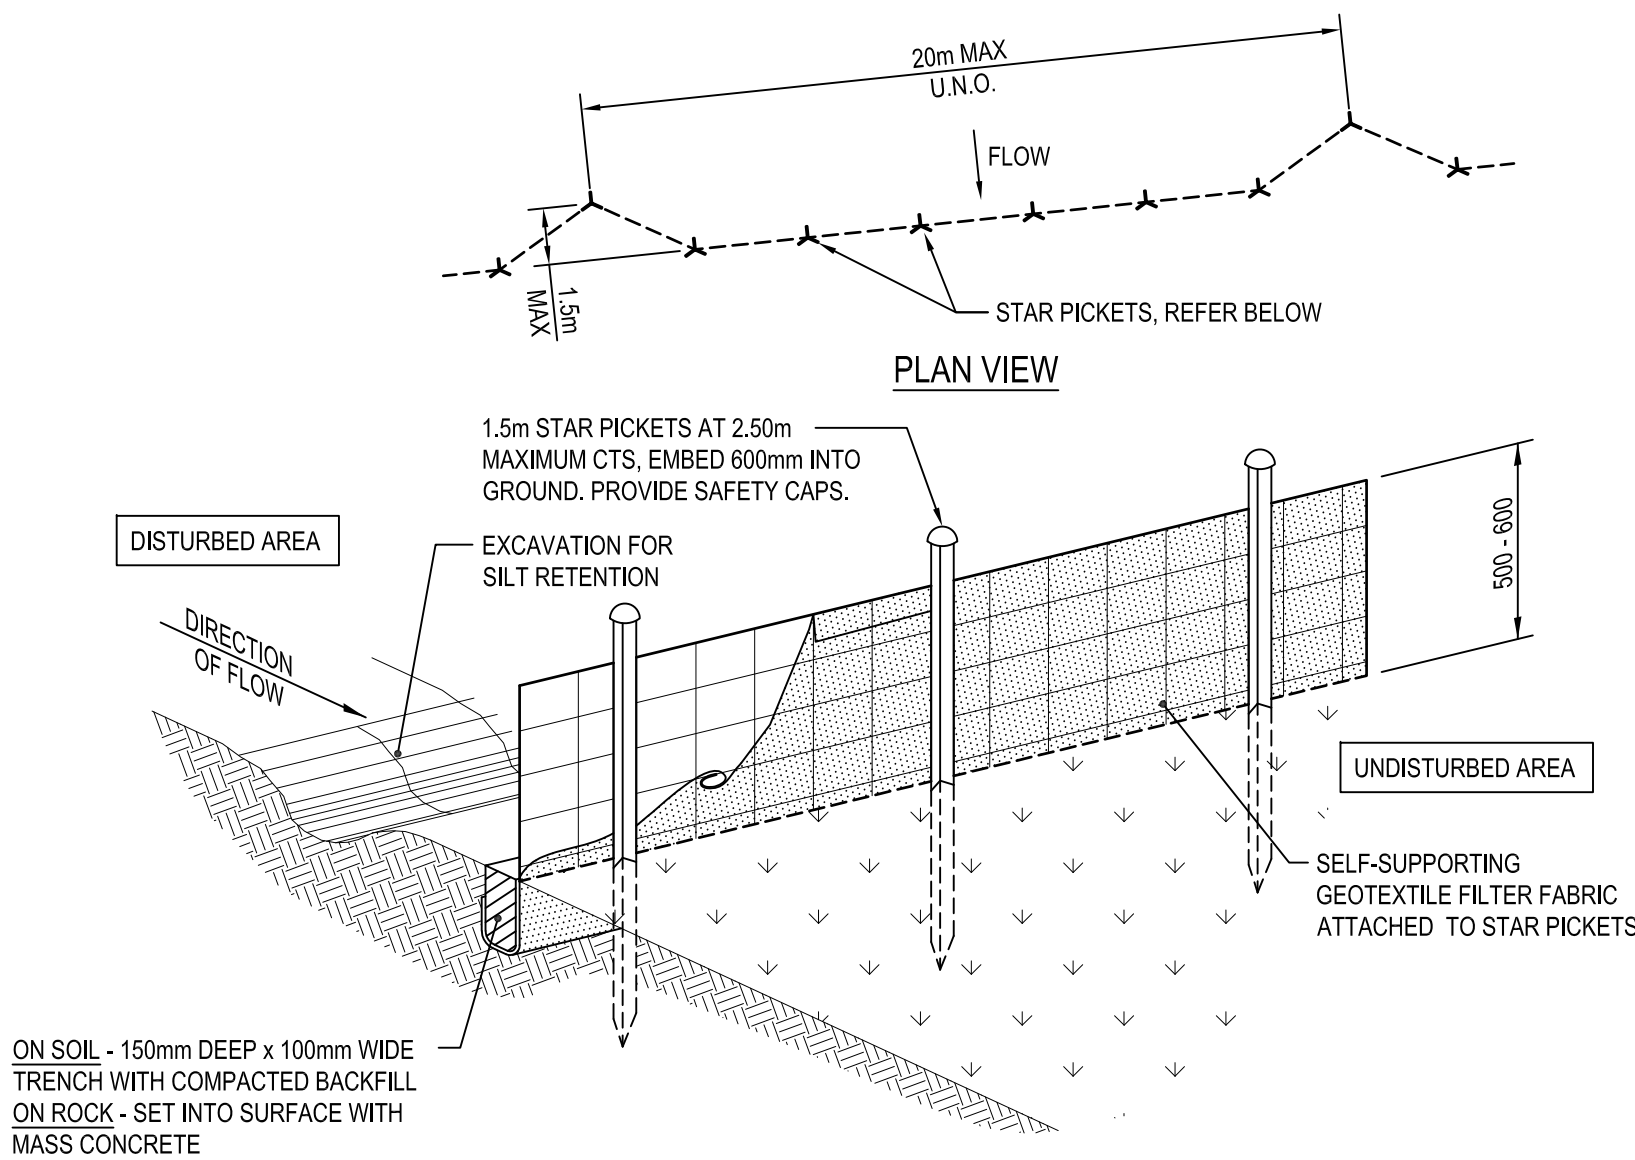 20m MAX
U.N.O.
FLOW
1.5m
MAX
STAR PICKETS, REFER BELOW
PLAN VIEW
1.5m STAR PICKETS AT 2.50m
MAXIMUM CTS, EMBED 600mm INTO
GROUND. PROVIDE SAFETY CAPS.
DISTURBED AREA
EXCAVATION FOR
SILT RETENTION
500 - 600
DIRECTION
OF FLOW
UNDISTURBED AREA
SELF-SUPPORTING
GEOTEXTILE FILTER FABRIC
ATTACHED TO STAR PICKETS
ON SOIL - 150mm DEEP x 100mm WIDE
TRENCH WITH COMPACTED BACKFILL
ON ROCK - SET INTO SURFACE WITH
MASS CONCRETE